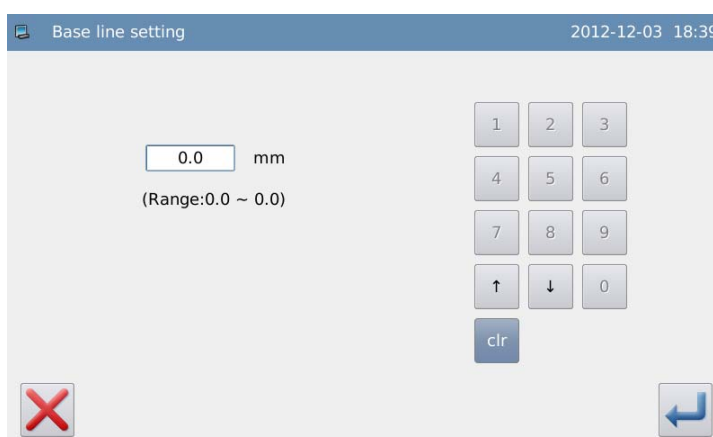 Base line setting 2012-12-03 18:39
0.0 mm
(Range:0.0 ~ 0.0)
1 2 3
4 5 6
7 8 9
↑ ↓ 0
clr